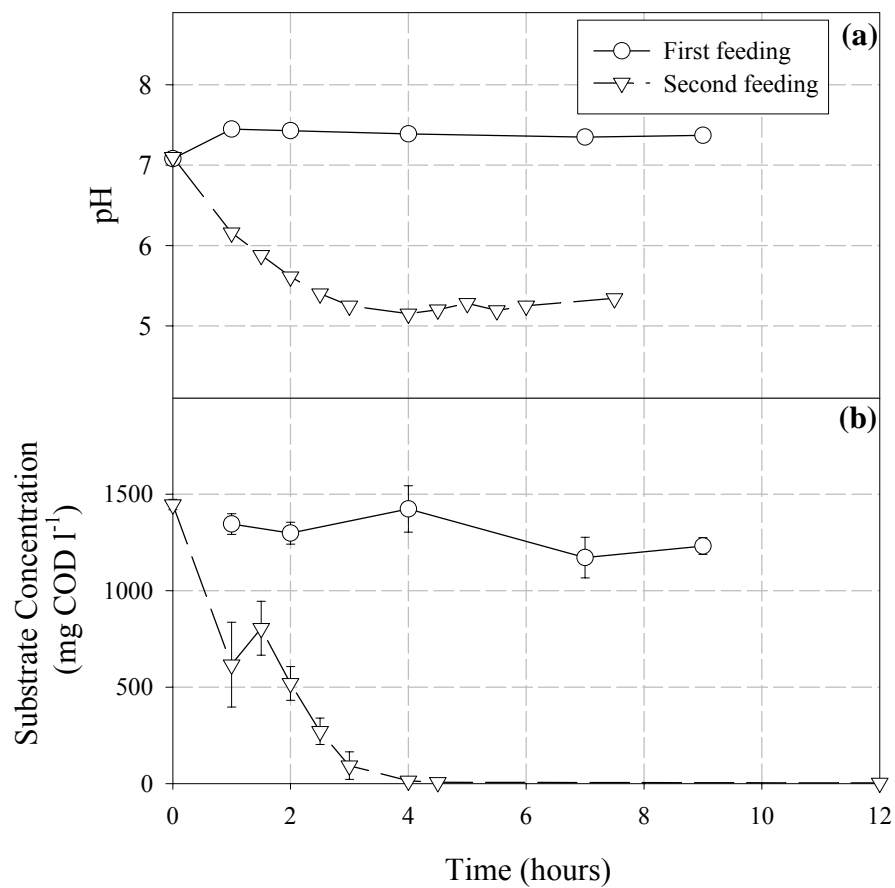 (a)
First feeding
Second feeding
8
7
6
5
pH
(b)
1500
1000
500
0
Substrate Concentration
(mg COD l⁻¹)
0 2 4 6 8 10 12
Time (hours)